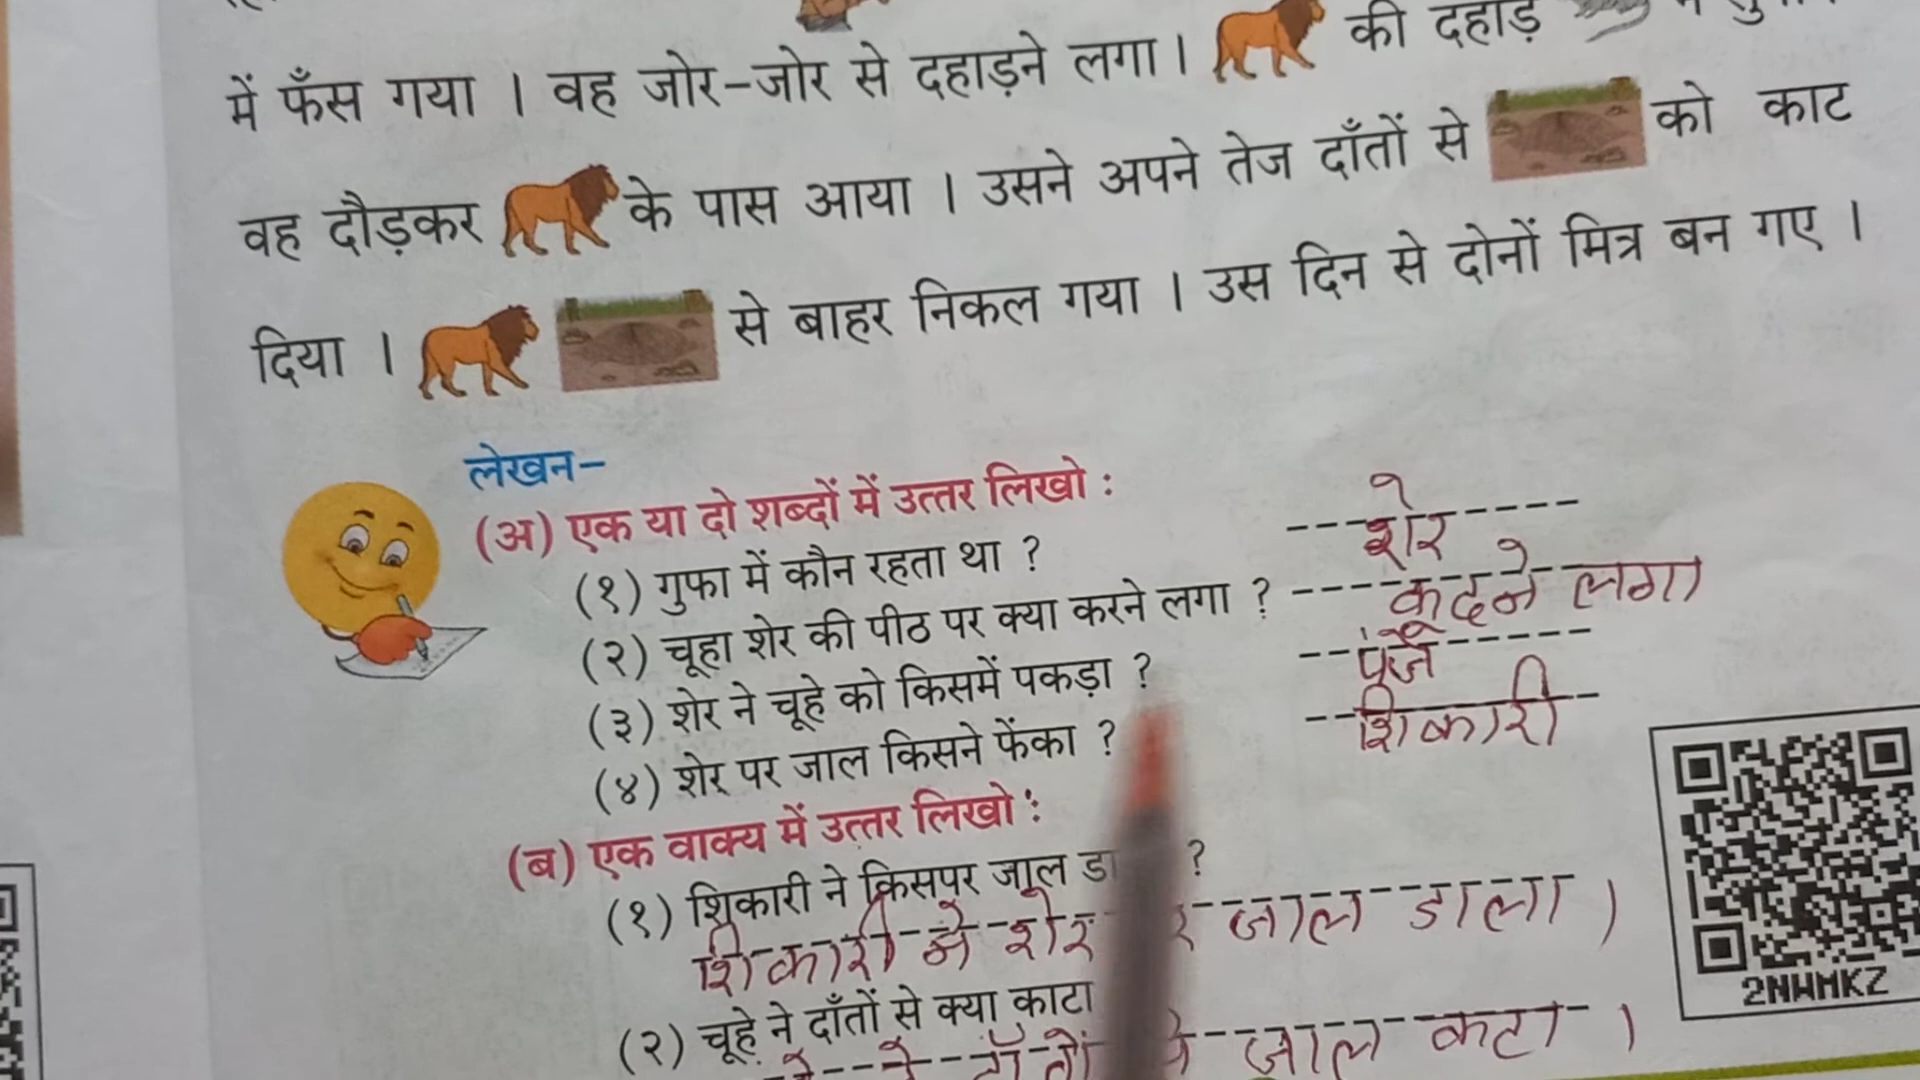 की दहाड़
में फँस गया । वह जोर-जोर से दहाड़ने लगा ।
वह दौड़कर के पास आया । उसने अपने तेज दाँतों से को काट
दिया । से बाहर निकल गया । उस दिन से दोनों मित्र बन गए ।
लेखन-
(अ) एक या दो शब्दों में उत्तर लिखो :
(१) गुफा में कौन रहता था ? शेर
(२) चूहा शेर की पीठ पर क्या करने लगा ? कूदने लगा
(३) शेर ने चूहे को किसमें पकड़ा ? पंजे
(४) शेर पर जाल किसने फेंका ? शिकारी
(ब) एक वाक्य में उत्तर लिखो :
(१) शिकारी ने किसपर जाल ?
शिकारी ने शेर जाल डाला ।
(२) चूहे ने दाँतों से क्या काटा
ने दाँतों जाल काटा ।
2NWMKZ